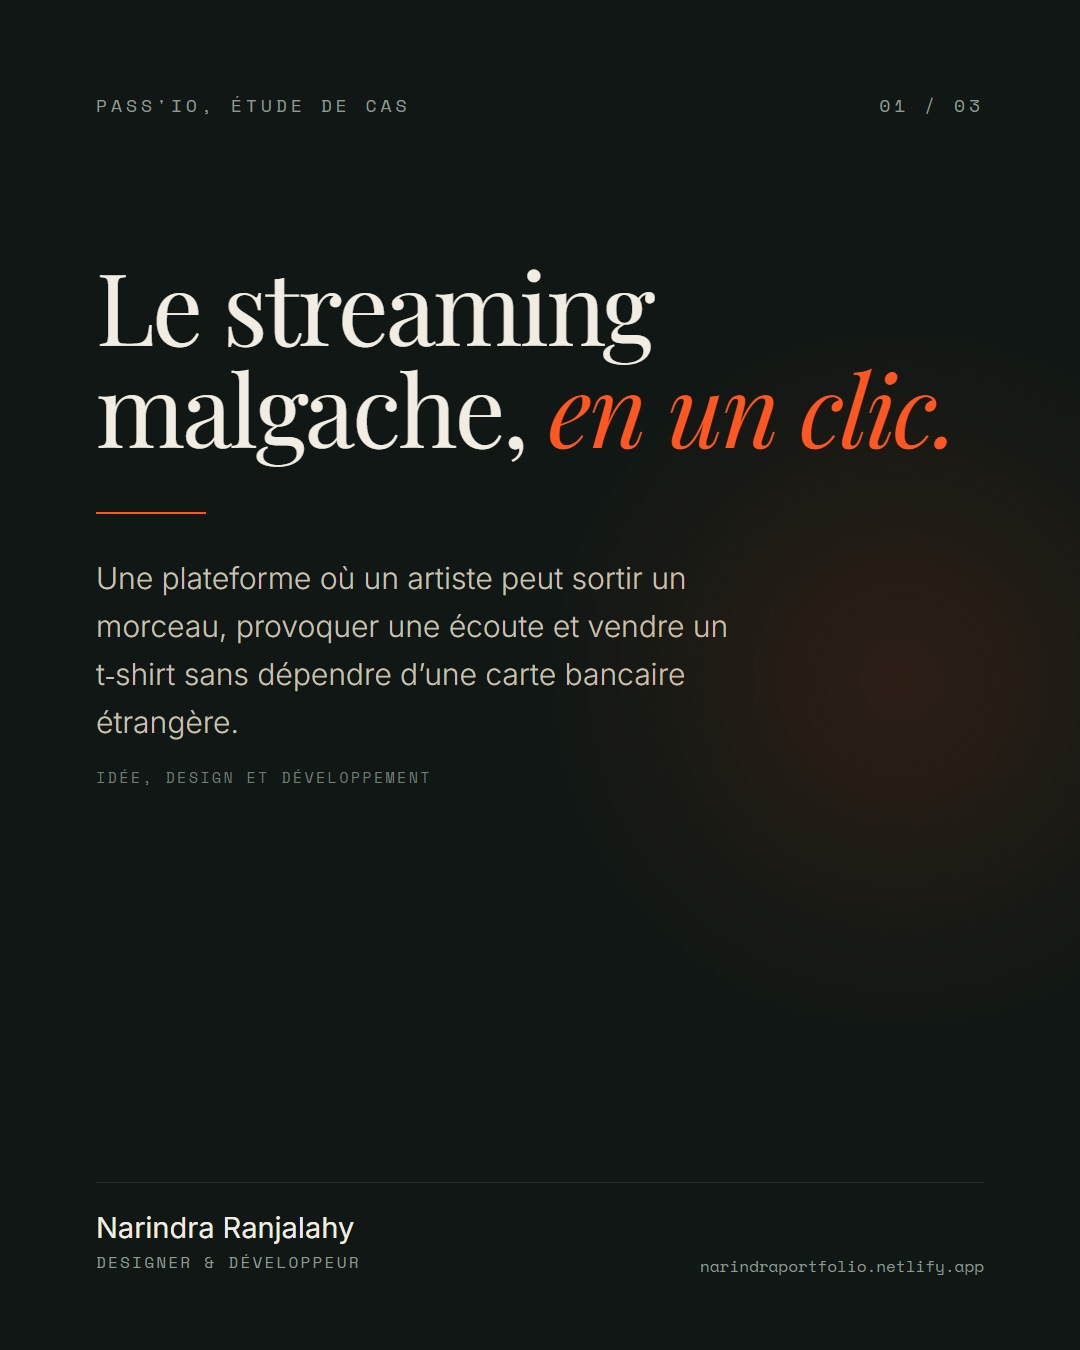 PASS'IO, ÉTUDE DE CAS
01 / 03
Le streaming
malgache, en un clic.
Une plateforme où un artiste peut sortir un
morceau, provoquer une écoute et vendre un
t-shirt sans dépendre d’une carte bancaire
étrangère.
IDÉE, DESIGN ET DÉVELOPPEMENT
Narindra Ranjalahy
DESIGNER & DÉVELOPPEUR
narindraportfolio.netlify.app